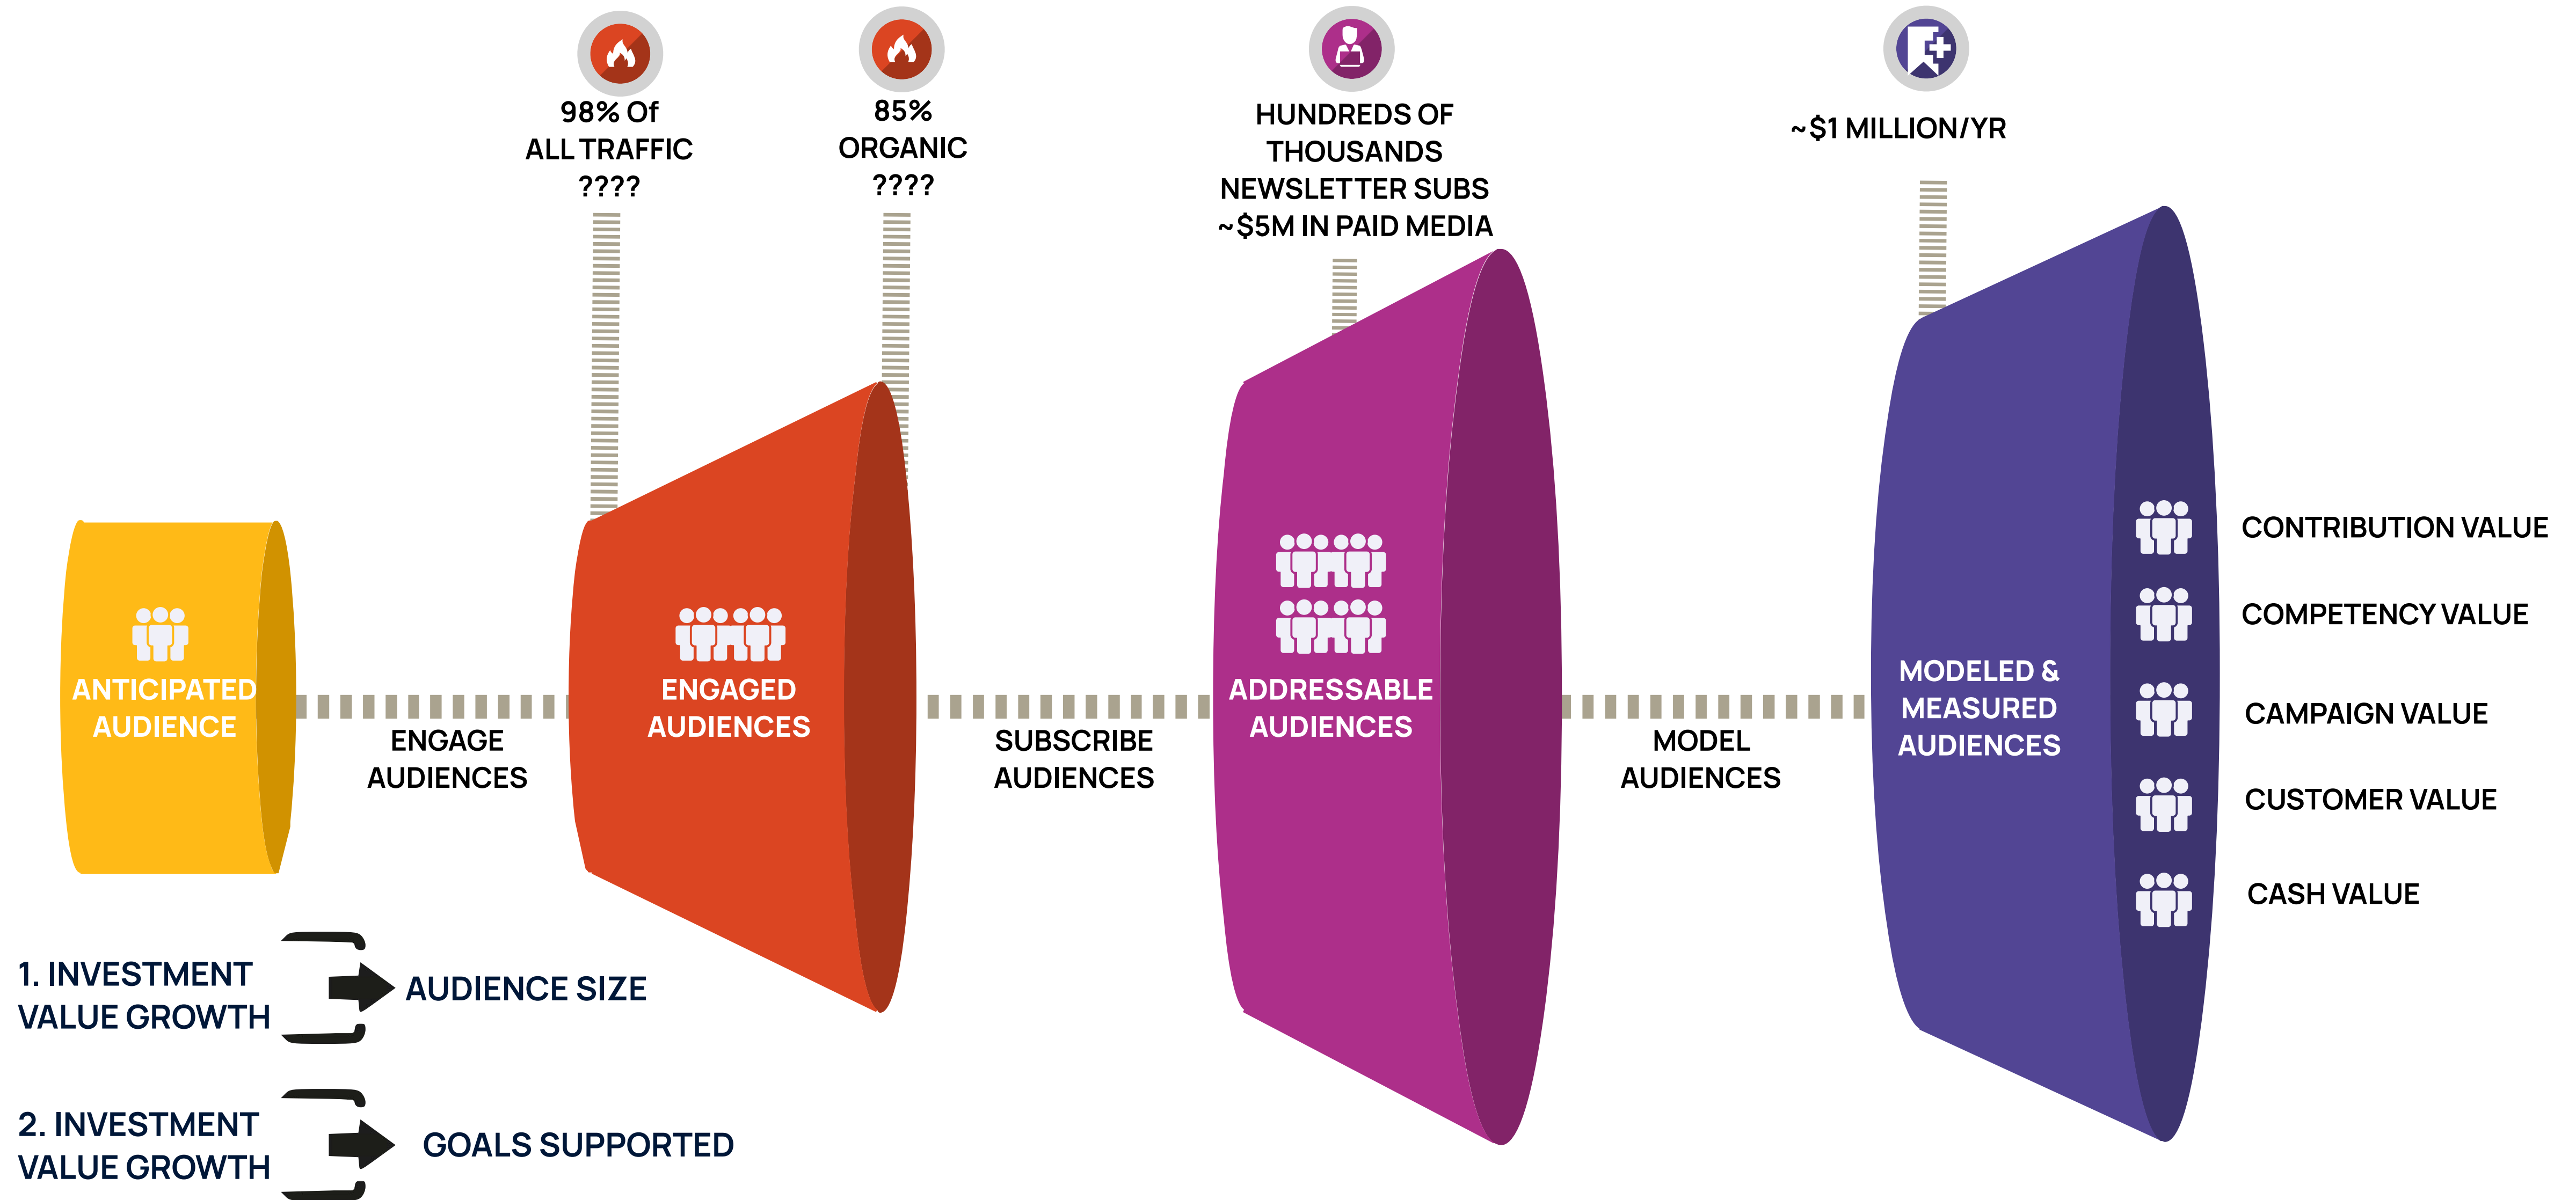 98% Of
ALL TRAFFIC
????
85%
ORGANIC
????
HUNDREDS OF
THOUSANDS
NEWSLETTER SUBS
~$5M IN PAID MEDIA
~$1 MILLION/YR
ANTICIPATED
AUDIENCE
ENGAGE
AUDIENCES
ENGAGED
AUDIENCES
SUBSCRIBE
AUDIENCES
ADDRESSABLE
AUDIENCES
MODEL
AUDIENCES
MODELED &
MEASURED
AUDIENCES
CONTRIBUTION VALUE
COMPETENCY VALUE
CAMPAIGN VALUE
CUSTOMER VALUE
CASH VALUE
1. INVESTMENT
VALUE GROWTH
AUDIENCE SIZE
2. INVESTMENT
VALUE GROWTH
GOALS SUPPORTED